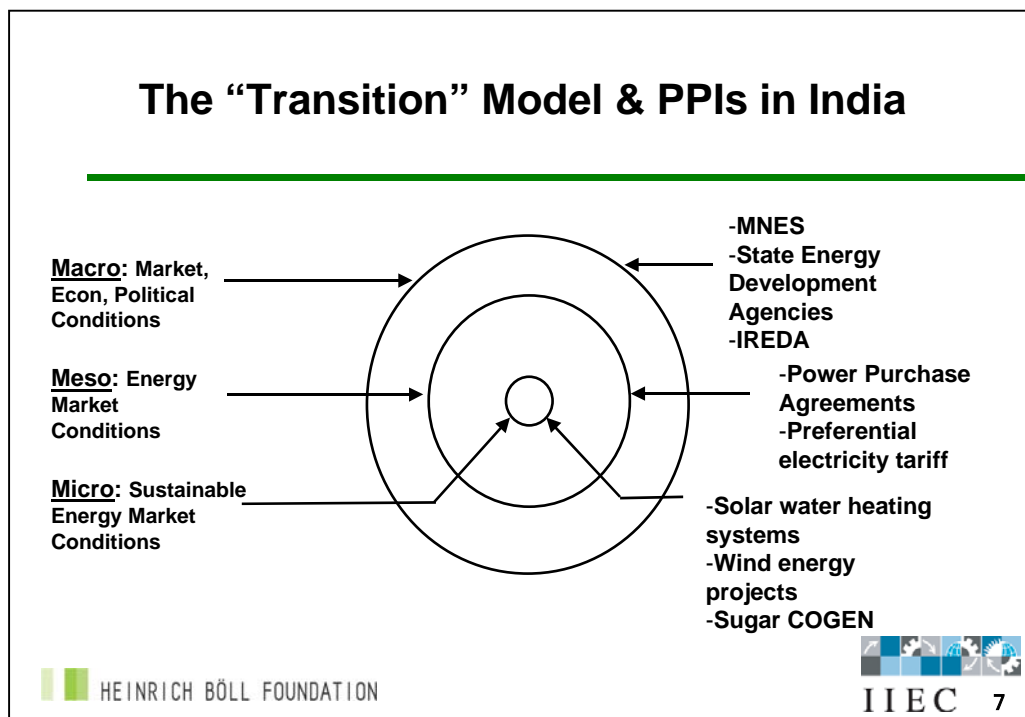 The “Transition” Model & PPIs in India
Macro: Market,
Econ, Political
Conditions
Meso: Energy
Market
Conditions
Micro: Sustainable
Energy Market
Conditions
-MNES
-State Energy
Development
Agencies
-IREDA
-Power Purchase
Agreements
-Preferential
electricity tariff
-Solar water heating
systems
-Wind energy
projects
-Sugar COGEN
HEINRICH BÖLL FOUNDATION
IIEC
7